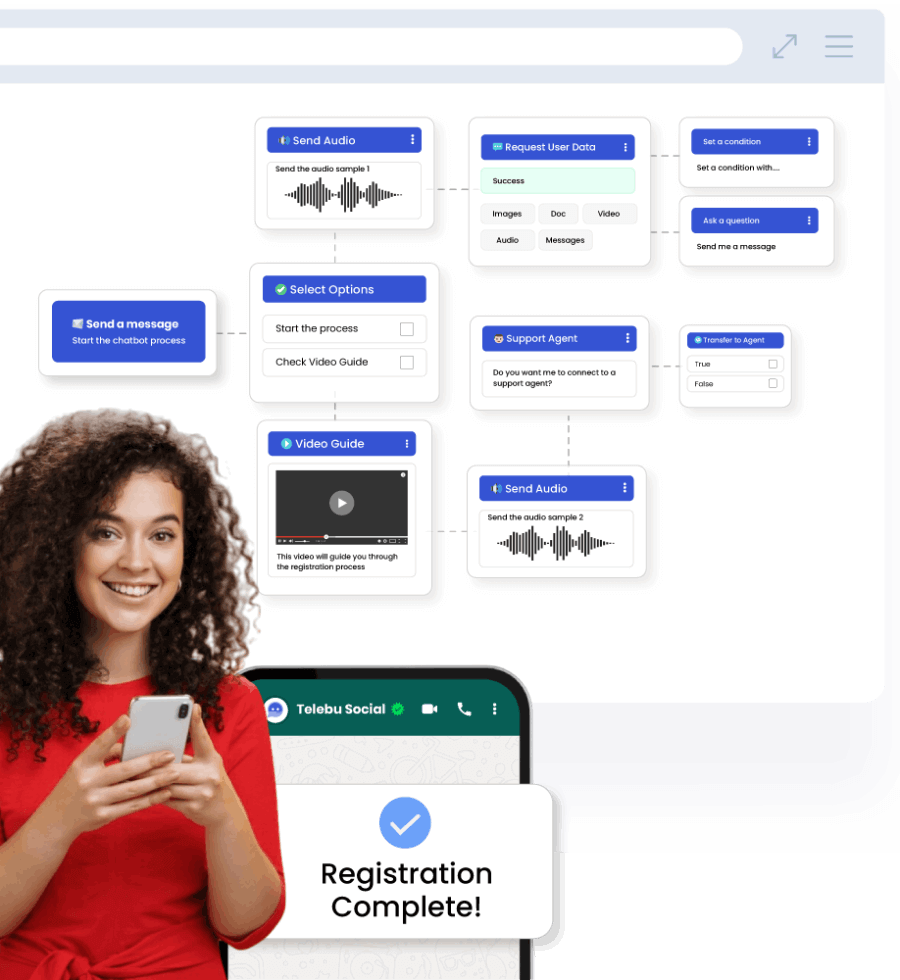 Send Audio
Send the audio sample 1
Request User Data
Success
Images Doc Video
Audio Messages
Set a condition
Set a condition with....
Ask a question
Send me a message
Send a message
Start the chatbot process
Select Options
Start the process
Check Video Guide
Support Agent
Do you want me to connect to a
support agent?
Transfer to Agent
True
False
Video Guide
This video will guide you through
the registration process
Send Audio
Send the audio sample 2
Telebu Social
Registration
Complete!